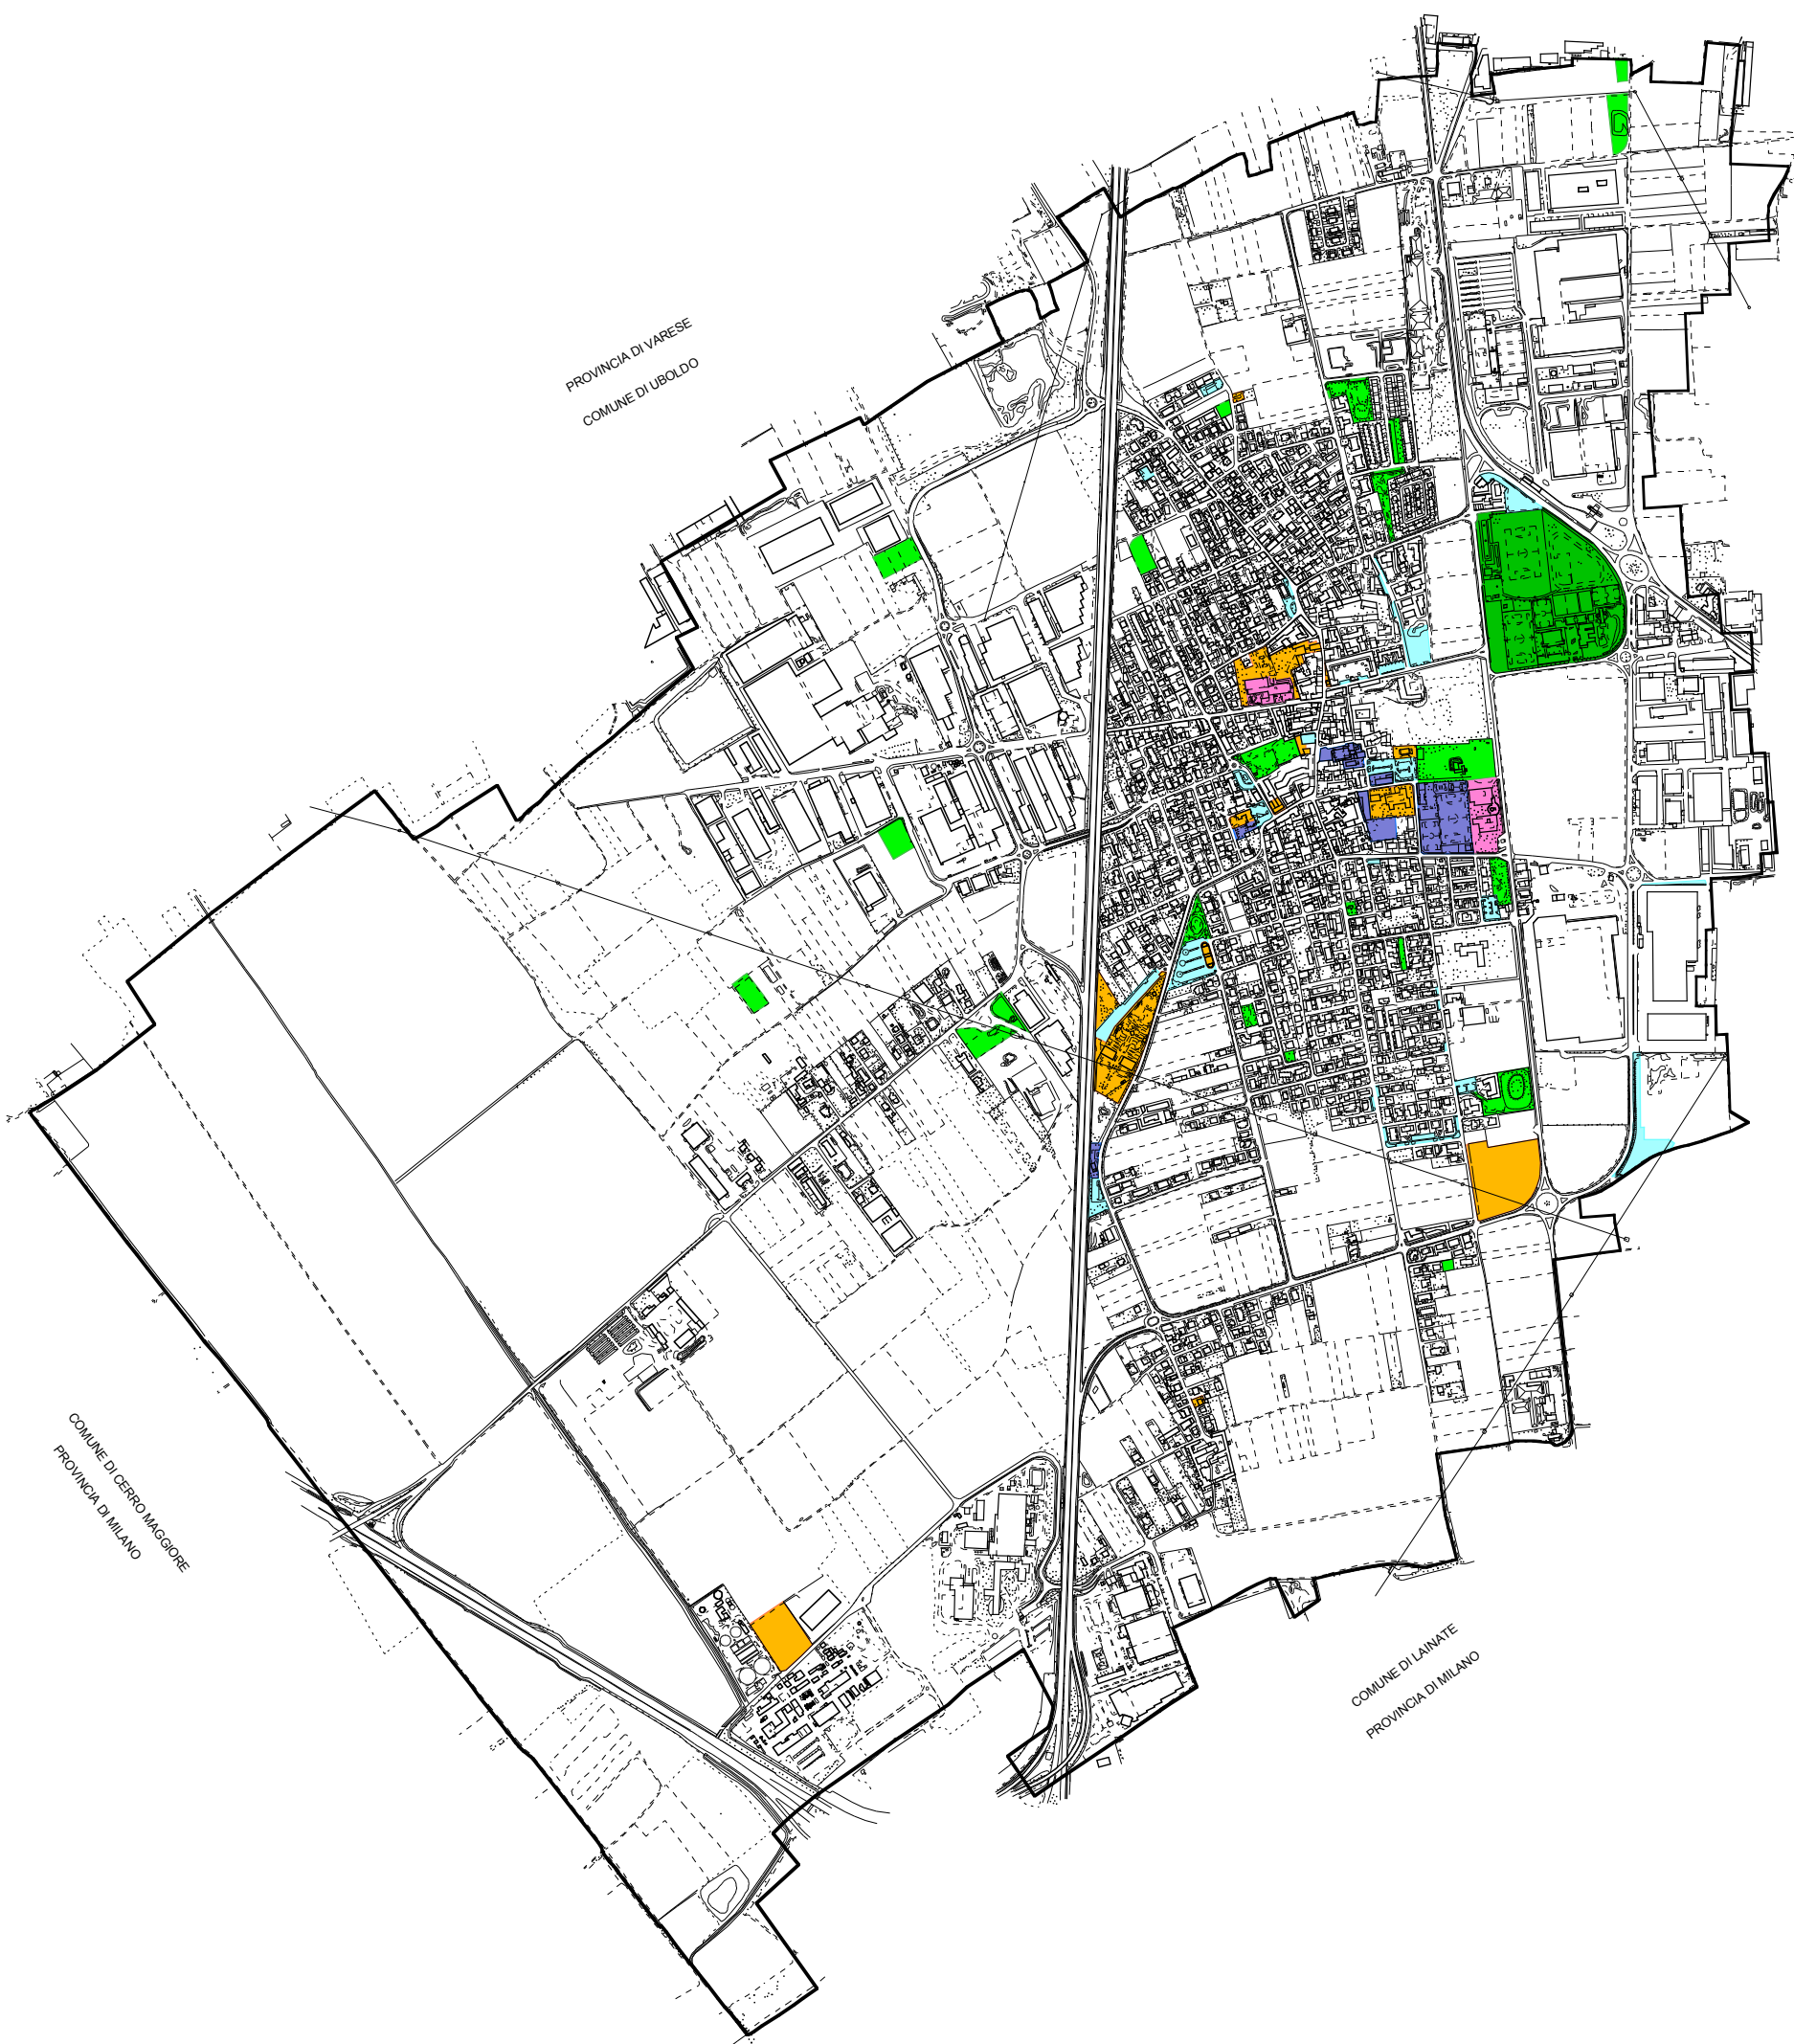 PROVINCIA DI VARESE
COMUNE DI UBOLDO
COMUNE DI CERRO MAGGIORE
PROVINCIA DI MILANO
COMUNE DI LAINATE
PROVINCIA DI MILANO